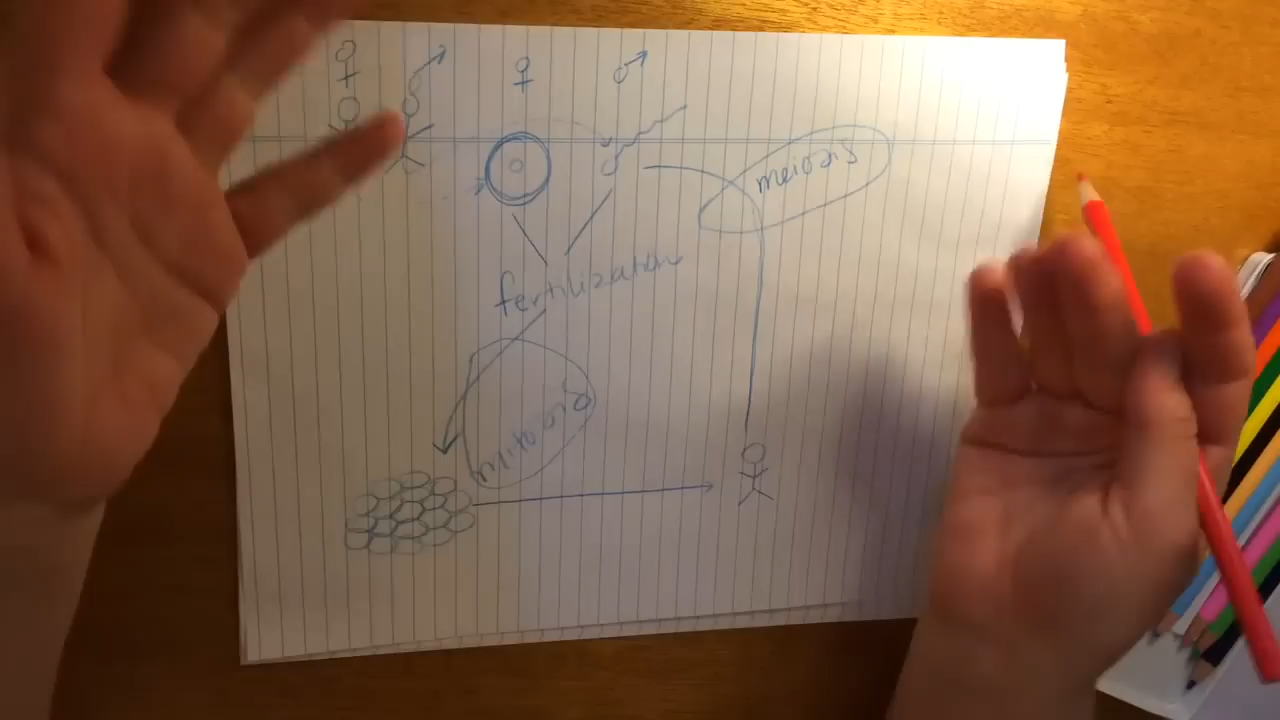 ♀ ♂ ♀ ♂
meiosis
fertilization
mitosis